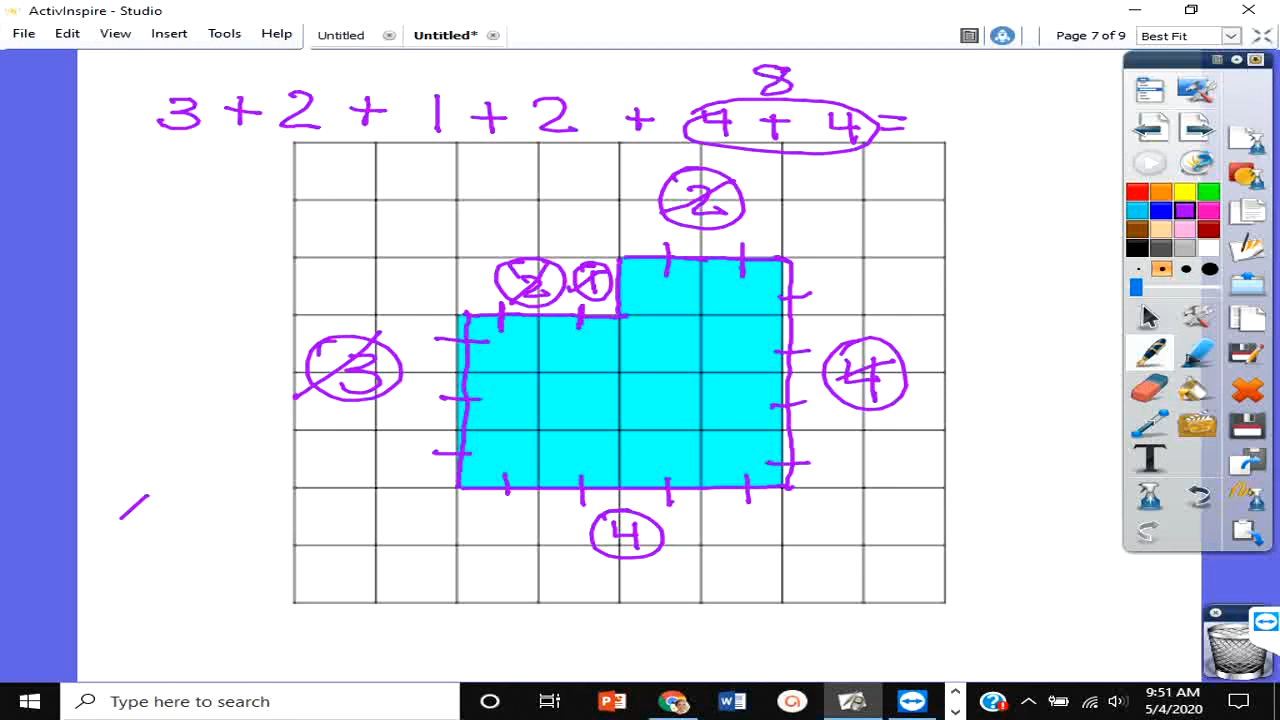 ActivInspire - Studio
File Edit View Insert Tools Help Untitled Untitled* Page 7 of 9 Best Fit
8
3 + 2 + 1 + 2 + 4 + 4 =
2
2 1
3 4
4
T
Type here to search
9:51 AM
5/4/2020